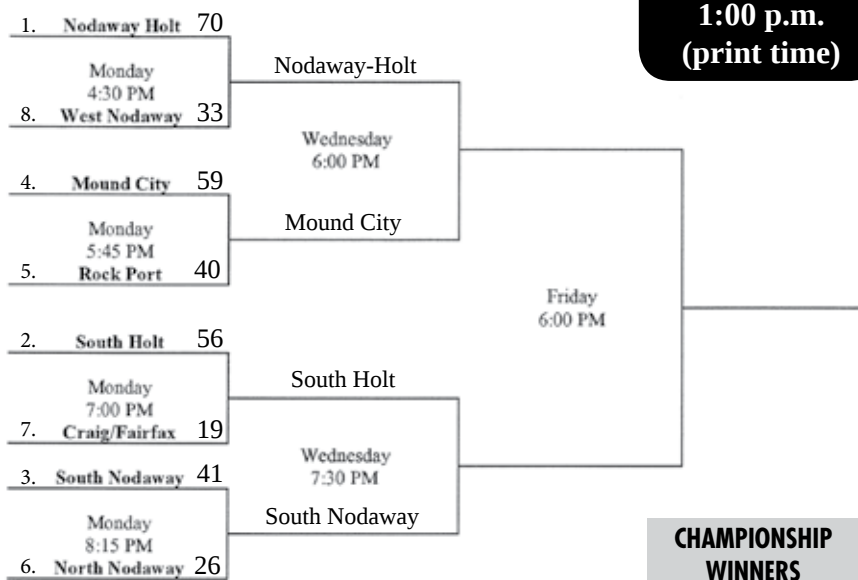 1:00 p.m.
(print time)
1. Nodaway Holt 70
Monday
4:30 PM
8. West Nodaway 33
Nodaway-Holt
Wednesday
6:00 PM
4. Mound City 59
Monday
5:45 PM
5. Rock Port 40
Mound City
Friday
6:00 PM
2. South Holt 56
Monday
7:00 PM
7. Craig/Fairfax 19
South Holt
Wednesday
7:30 PM
3. South Nodaway 41
Monday
8:15 PM
6. North Nodaway 26
South Nodaway
CHAMPIONSHIP
WINNERS